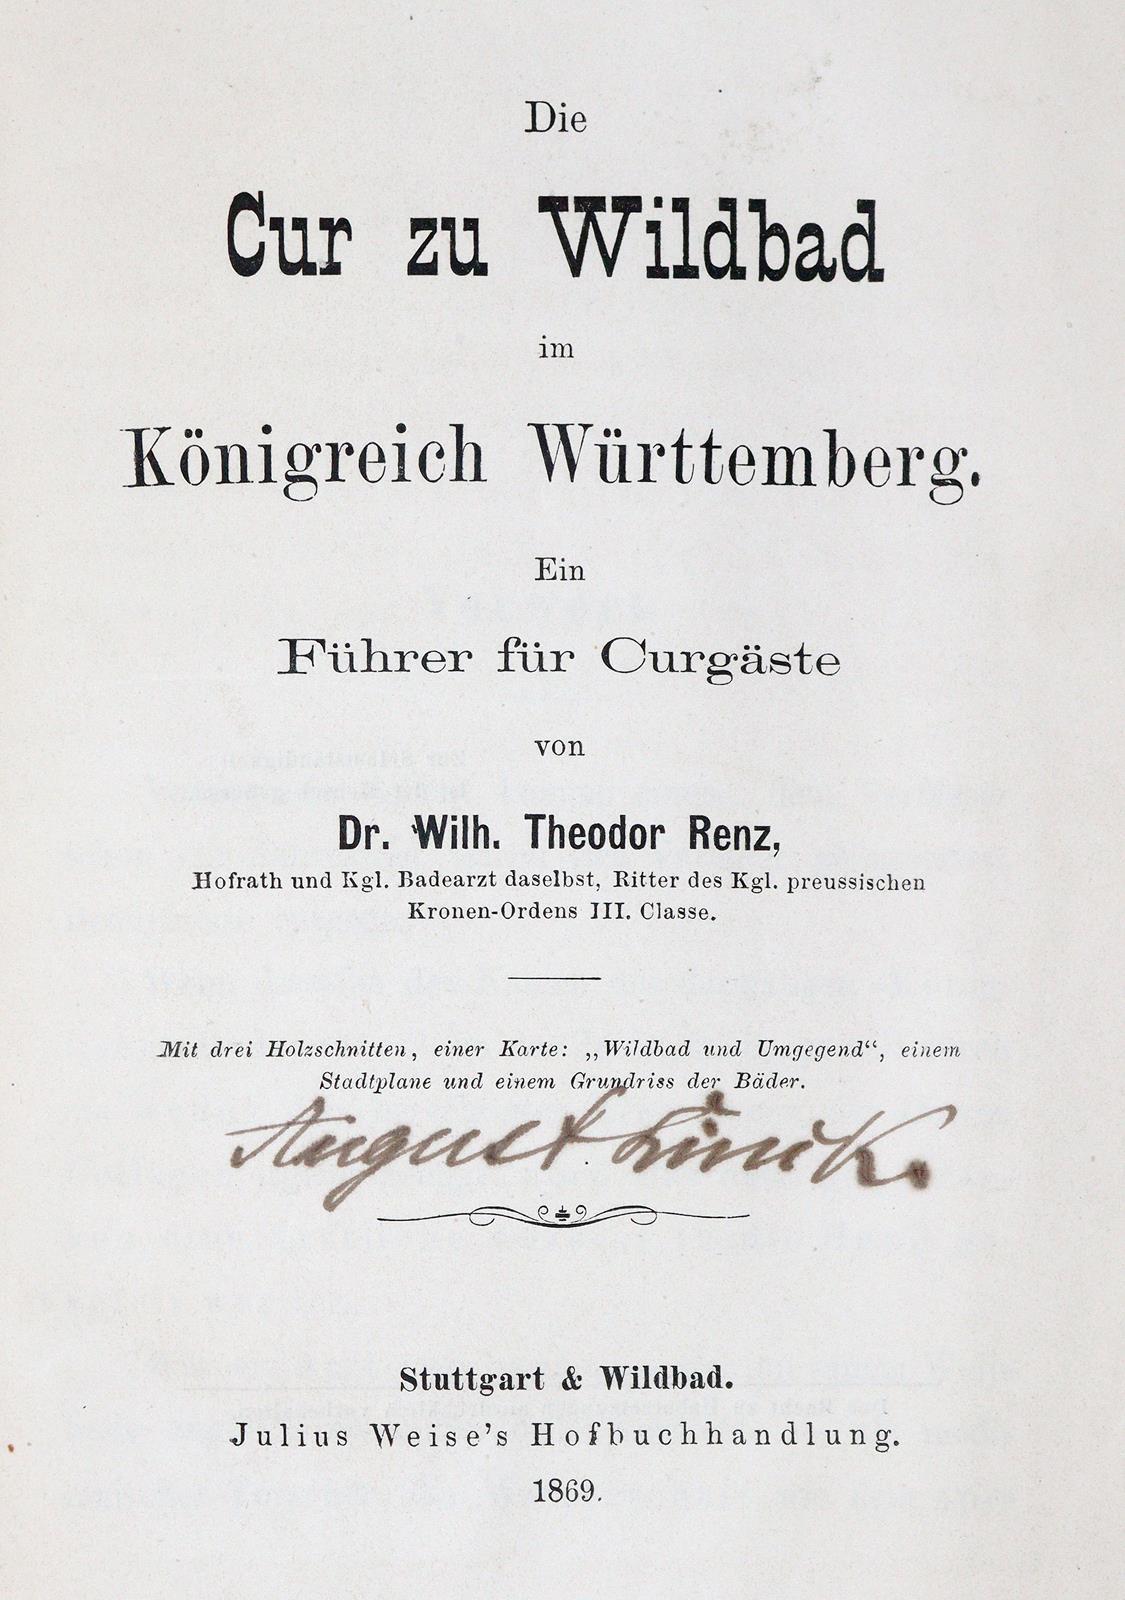 Die
Cur zu Wildbad
im
Königreich Württemberg.
Ein
Führer für Curgäste
von
Dr. Wilh. Theodor Renz,
Hofrath und Kgl. Badearzt daselbst, Ritter des Kgl. preussischen
Kronen-Ordens III. Classe.
Mit drei Holzschnitten, einer Karte: „Wildbad und Umgegend“, einem
Stadtplane und einem Grundriss der Bäder.
August
Stuttgart & Wildbad.
Julius Weise's Hofbuchhandlung.
1869.